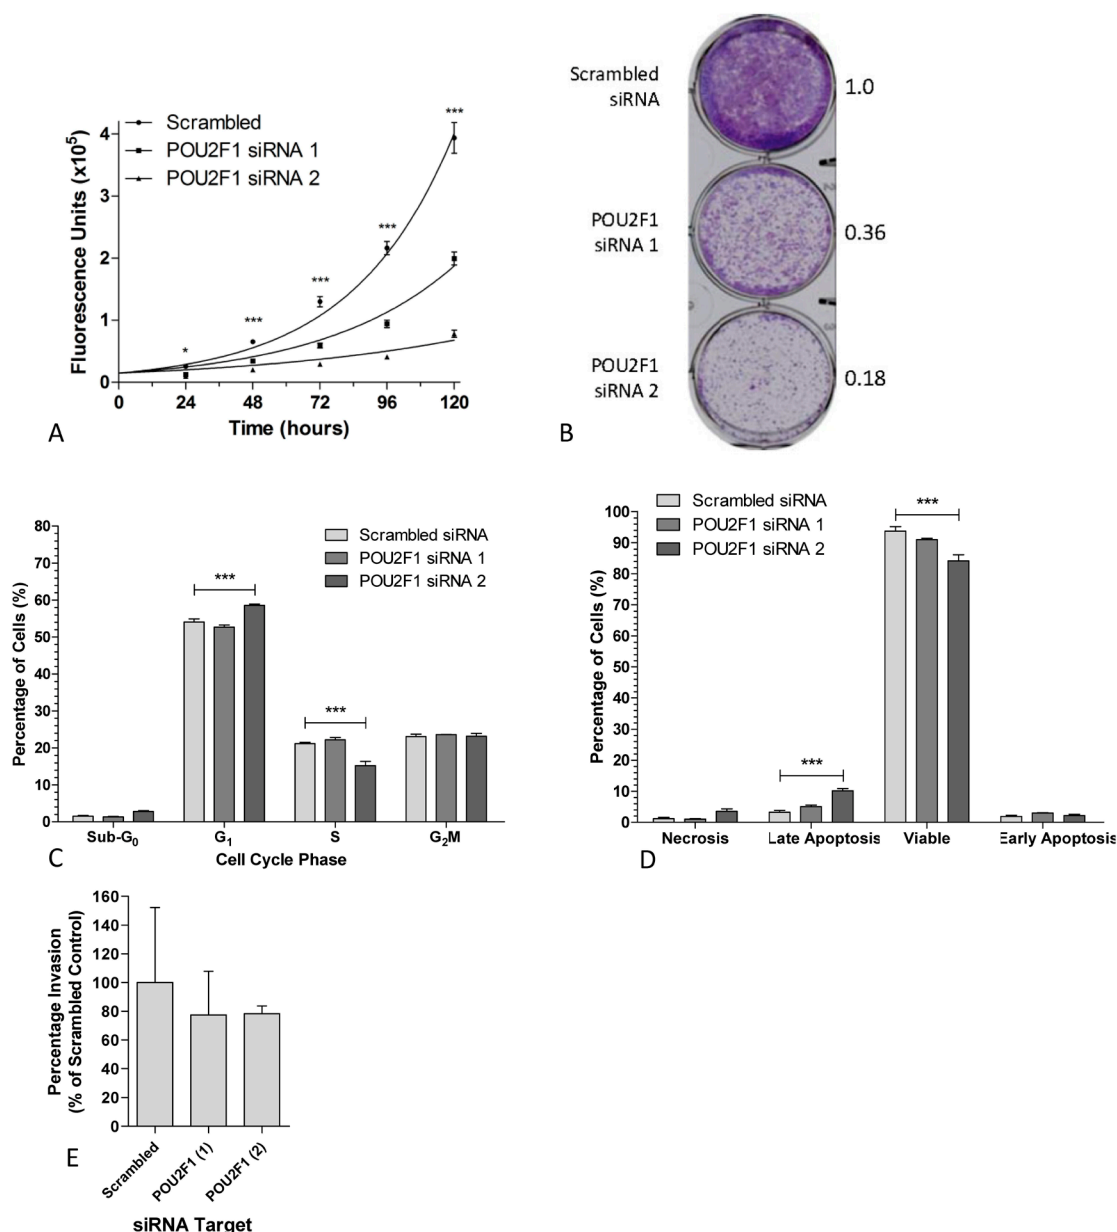 Scrambled
POU2F1 siRNA 1
POU2F1 siRNA 2
Fluorescence Units (x10⁵)
4
3
2
1
0
*
***
***
***
***
0 24 48 72 96 120
Time (hours)
A
Scrambled
siRNA
1.0
POU2F1
siRNA 1
0.36
POU2F1
siRNA 2
0.18
B
Scrambled siRNA
POU2F1 siRNA 1
POU2F1 siRNA 2
Percentage of Cells (%)
80
70
60
50
40
30
20
10
0
***
***
Sub-G₀ G₁ S G₂M
Cell Cycle Phase
C
Scrambled siRNA
POU2F1 siRNA 1
POU2F1 siRNA 2
Percentage of Cells (%)
100
90
80
70
60
50
40
30
20
10
0
***
***
Necrosis Late Apoptosis Viable Early Apoptosis
D
Percentage Invasion
(% of Scrambled Control)
160
140
120
100
80
60
40
20
0
Scrambled
POU2F1 (1)
POU2F1 (2)
siRNA Target
E